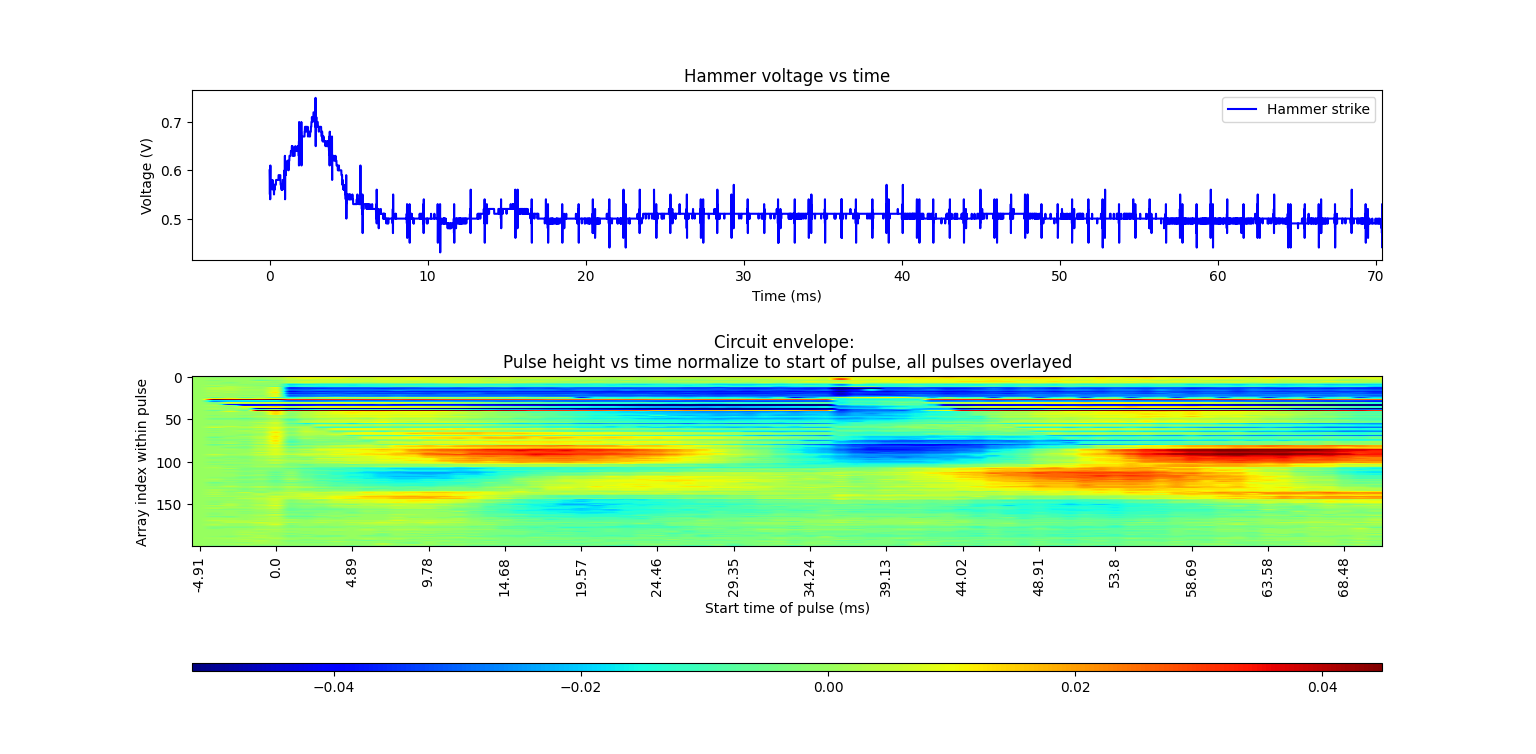 Hammer voltage vs time
Hammer strike
0.7
0.6
0.5
Voltage (V)
0 10 20 30 40 50 60 70
Time (ms)
Circuit envelope:
Pulse height vs time normalize to start of pulse, all pulses overlayed
0
50
100
150
Array index within pulse
-4.91 0.0 4.89 9.78 14.68 19.57 24.46 29.35 34.24 39.13 44.02 48.91 53.8 58.69 63.58 68.48
Start time of pulse (ms)
−0.04 −0.02 0.00 0.02 0.04